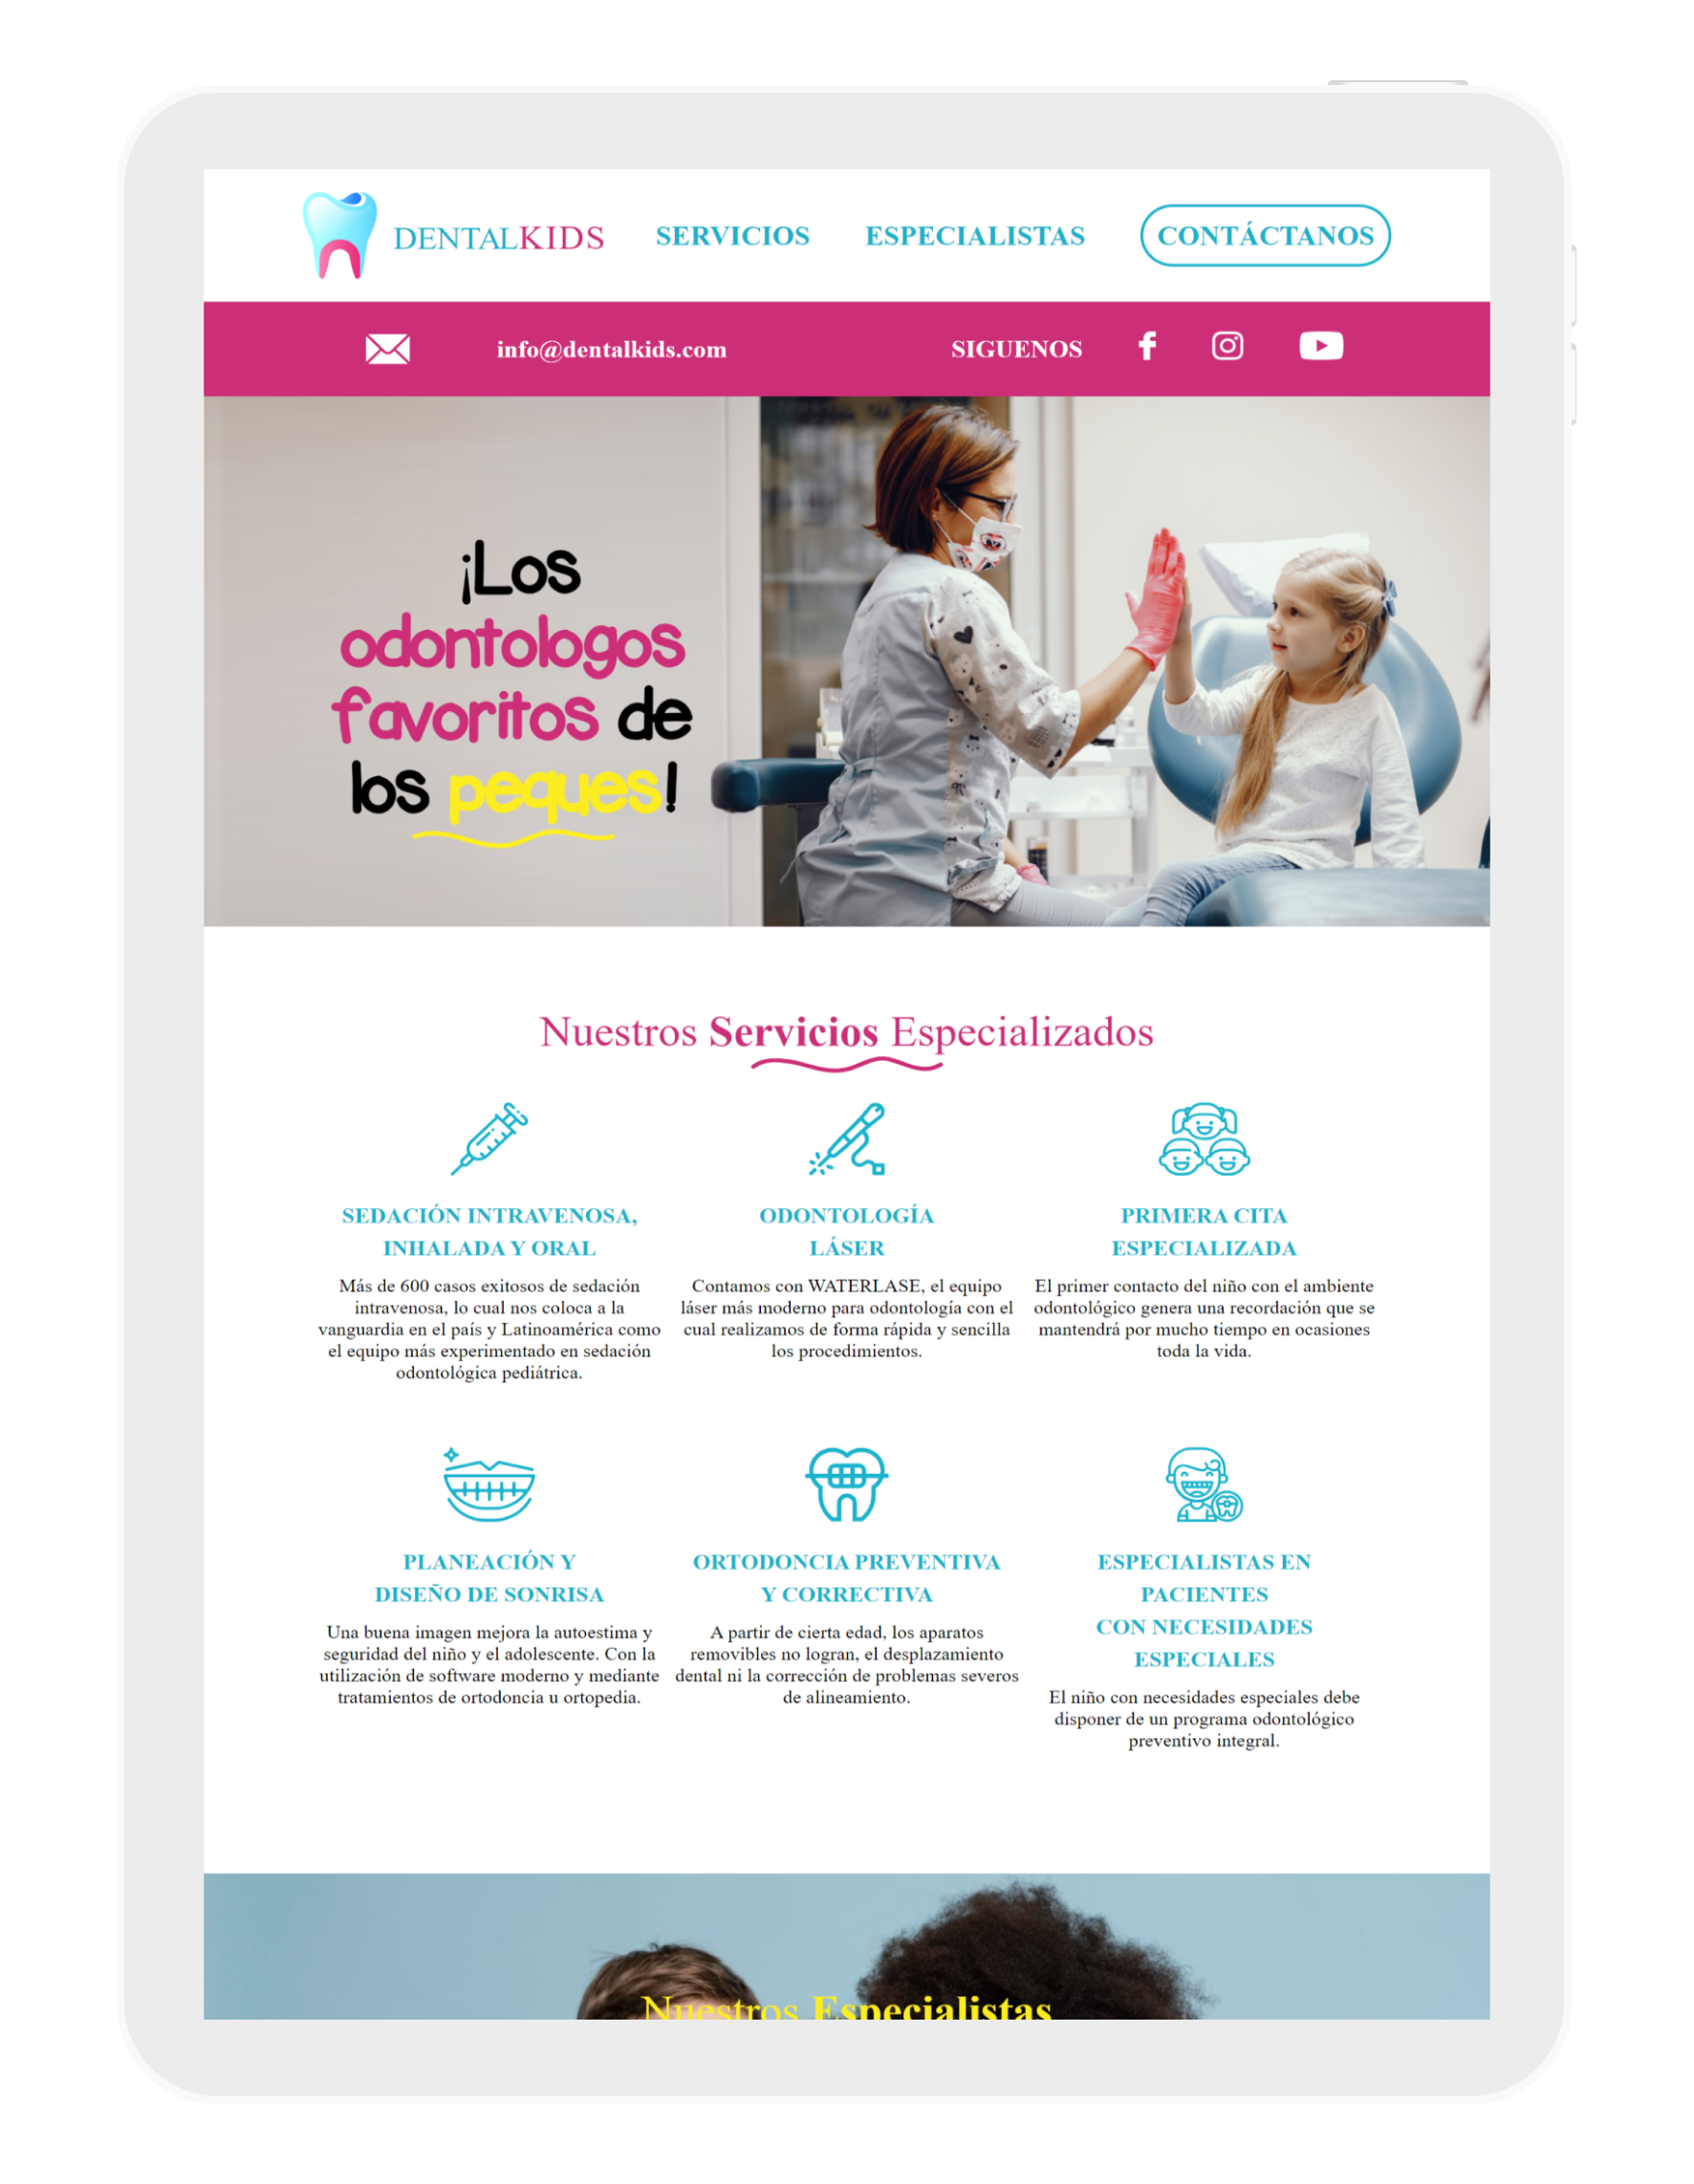 DENTALKIDS
SERVICIOS
ESPECIALISTAS
CONTÁCTANOS
info@dentalkids.com
SIGUENOS
¡Los
odontologos
favoritos de
los peques!
Nuestros Servicios Especializados
SEDACIÓN INTRAVENOSA,
INHALADA Y ORAL
Más de 600 casos exitosos de sedación
intravenosa, lo cual nos coloca a la
vanguardia en el país y Latinoamérica como
el equipo más experimentado en sedación
odontológica pediátrica.
ODONTOLOGÍA
LÁSER
Contamos con WATERLASE, el equipo
láser más moderno para odontología con el
cual realizamos de forma rápida y sencilla
los procedimientos.
PRIMERA CITA
ESPECIALIZADA
El primer contacto del niño con el ambiente
odontológico genera una recordación que se
mantendrá por mucho tiempo en ocasiones
toda la vida.
PLANEACIÓN Y
DISEÑO DE SONRISA
Una buena imagen mejora la autoestima y
seguridad del niño y el adolescente. Con la
utilización de software moderno y mediante
tratamientos de ortodoncia u ortopedia.
ORTODONCIA PREVENTIVA
Y CORRECTIVA
A partir de cierta edad, los aparatos
removibles no logran, el desplazamiento
dental ni la corrección de problemas severos
de alineamiento.
ESPECIALISTAS EN
PACIENTES
CON NECESIDADES
ESPECIALES
El niño con necesidades especiales debe
disponer de un programa odontológico
preventivo integral.
Nuestros Especialistas